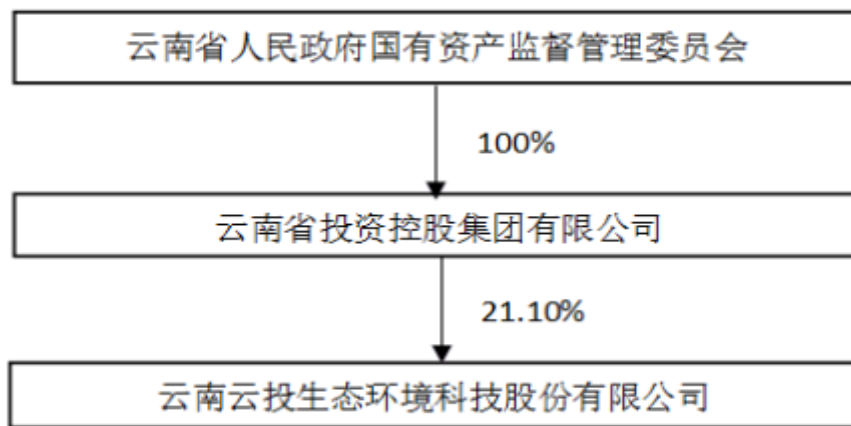 云南省人民政府国有资产监督管理委员会
100%
云南省投资控股集团有限公司
21.10%
云南云投生态环境科技股份有限公司